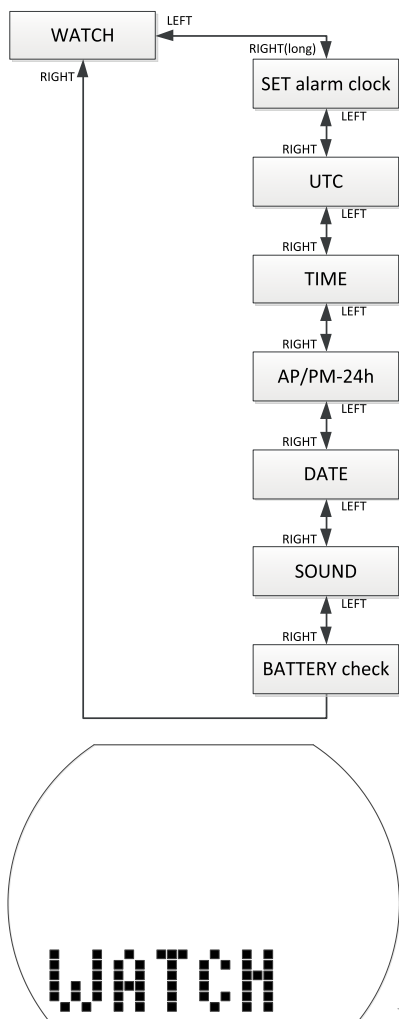 LEFT
WATCH
RIGHT(long)
RIGHT
SET alarm clock
LEFT
RIGHT
UTC
LEFT
RIGHT
TIME
LEFT
RIGHT
AP/PM-24h
LEFT
RIGHT
DATE
LEFT
RIGHT
SOUND
LEFT
RIGHT
BATTERY check
WATCH